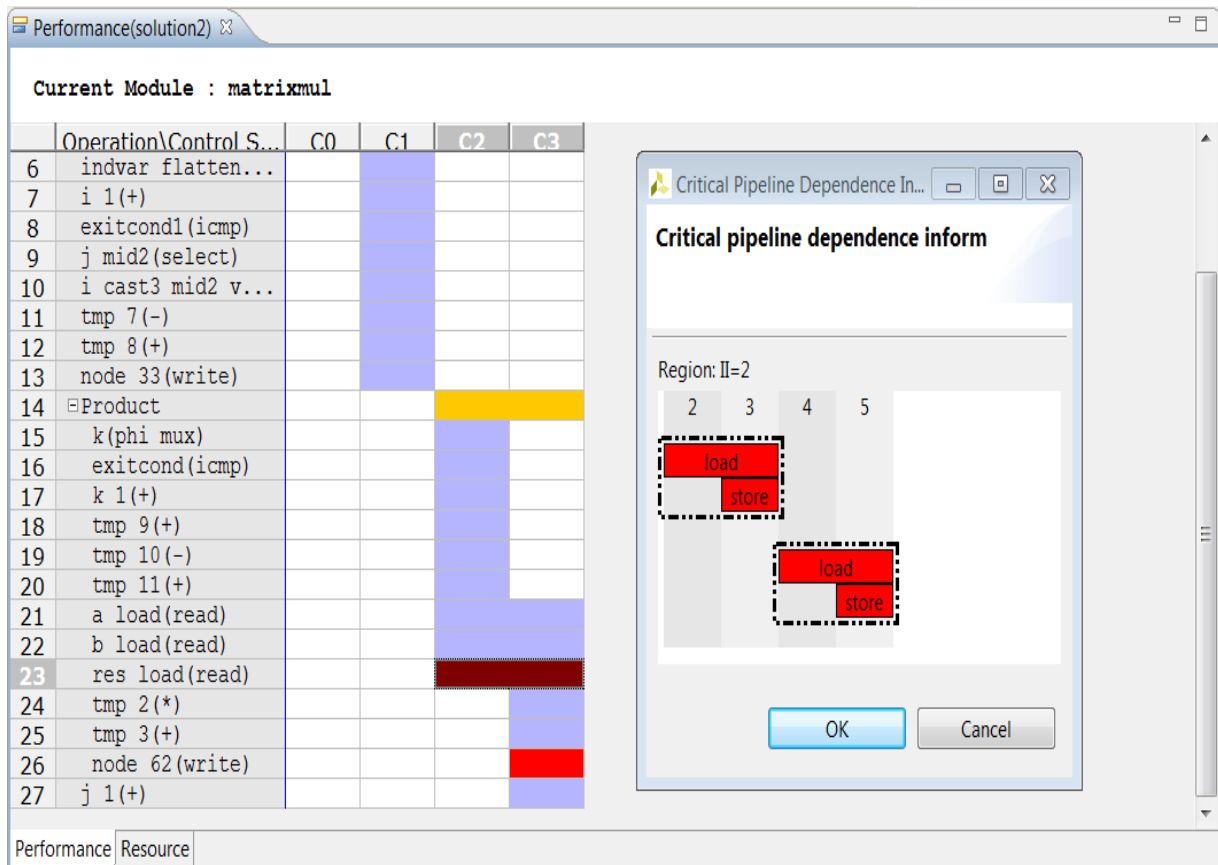 Performance(solution2)
Current Module : matrixmul
Operation\Control S... C0 C1 C2 C3
6 indvar flatten...
7 i 1(+)
8 exitcond1(icmp)
9 j mid2(select)
10 i cast3 mid2 v...
11 tmp 7(-)
12 tmp 8(+)
13 node 33(write)
14 Product
15 k(phi mux)
16 exitcond(icmp)
17 k 1(+)
18 tmp 9(+)
19 tmp 10(-)
20 tmp 11(+)
21 a load(read)
22 b load(read)
23 res load(read)
24 tmp 2(*)
25 tmp 3(+)
26 node 62(write)
27 j 1(+)
Performance Resource
Critical Pipeline Dependence In...
Critical pipeline dependence inform
Region: II=2
2 3 4 5
load
store
load
store
OK Cancel